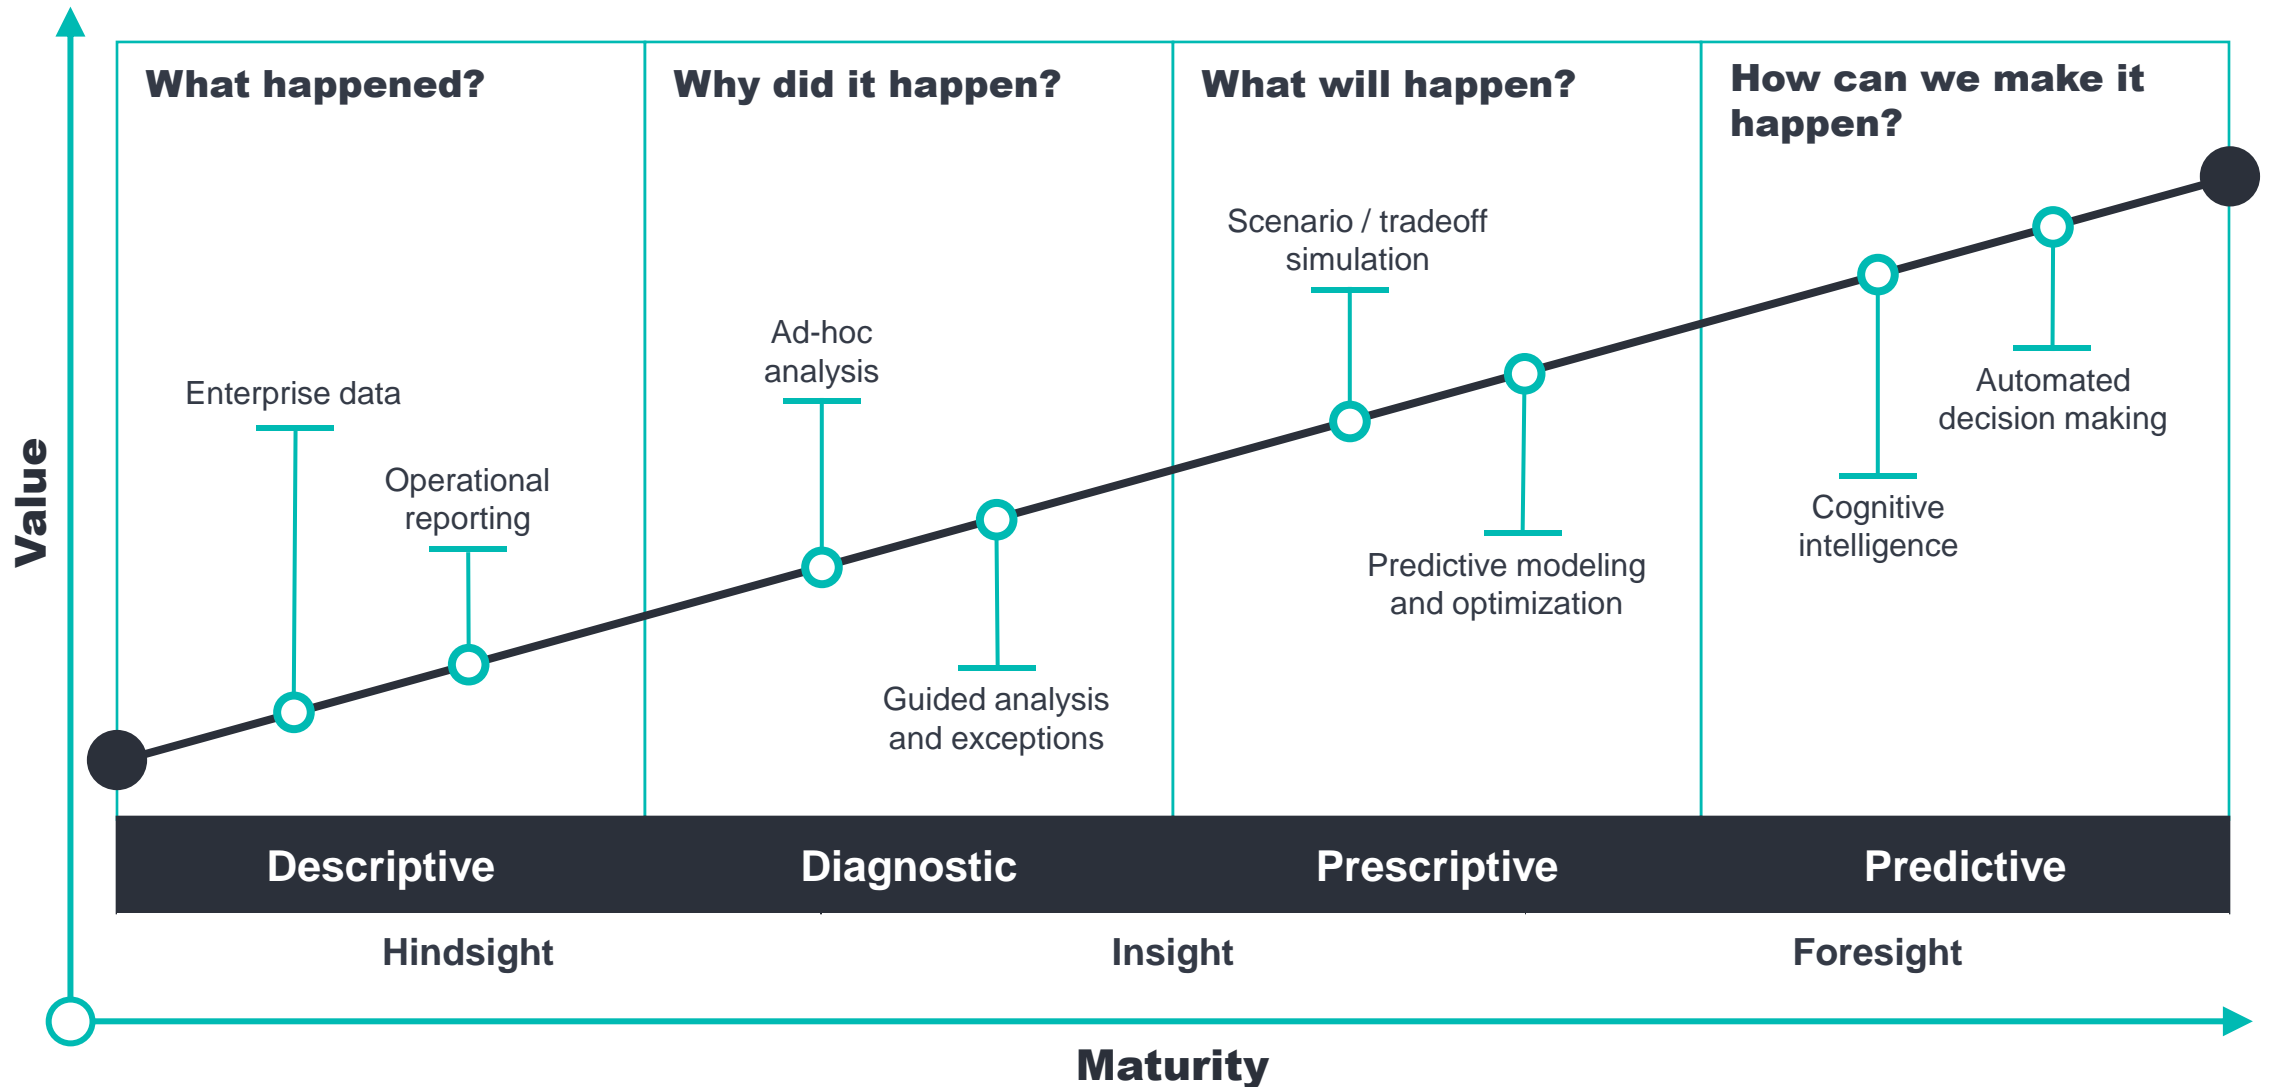 What happened?
Why did it happen?
What will happen?
How can we make it
happen?
Enterprise data
Operational
reporting
Ad-hoc
analysis
Guided analysis
and exceptions
Scenario / tradeoff
simulation
Predictive modeling
and optimization
Cognitive
intelligence
Automated
decision making
Value
Descriptive
Diagnostic
Prescriptive
Predictive
Hindsight
Insight
Foresight
Maturity